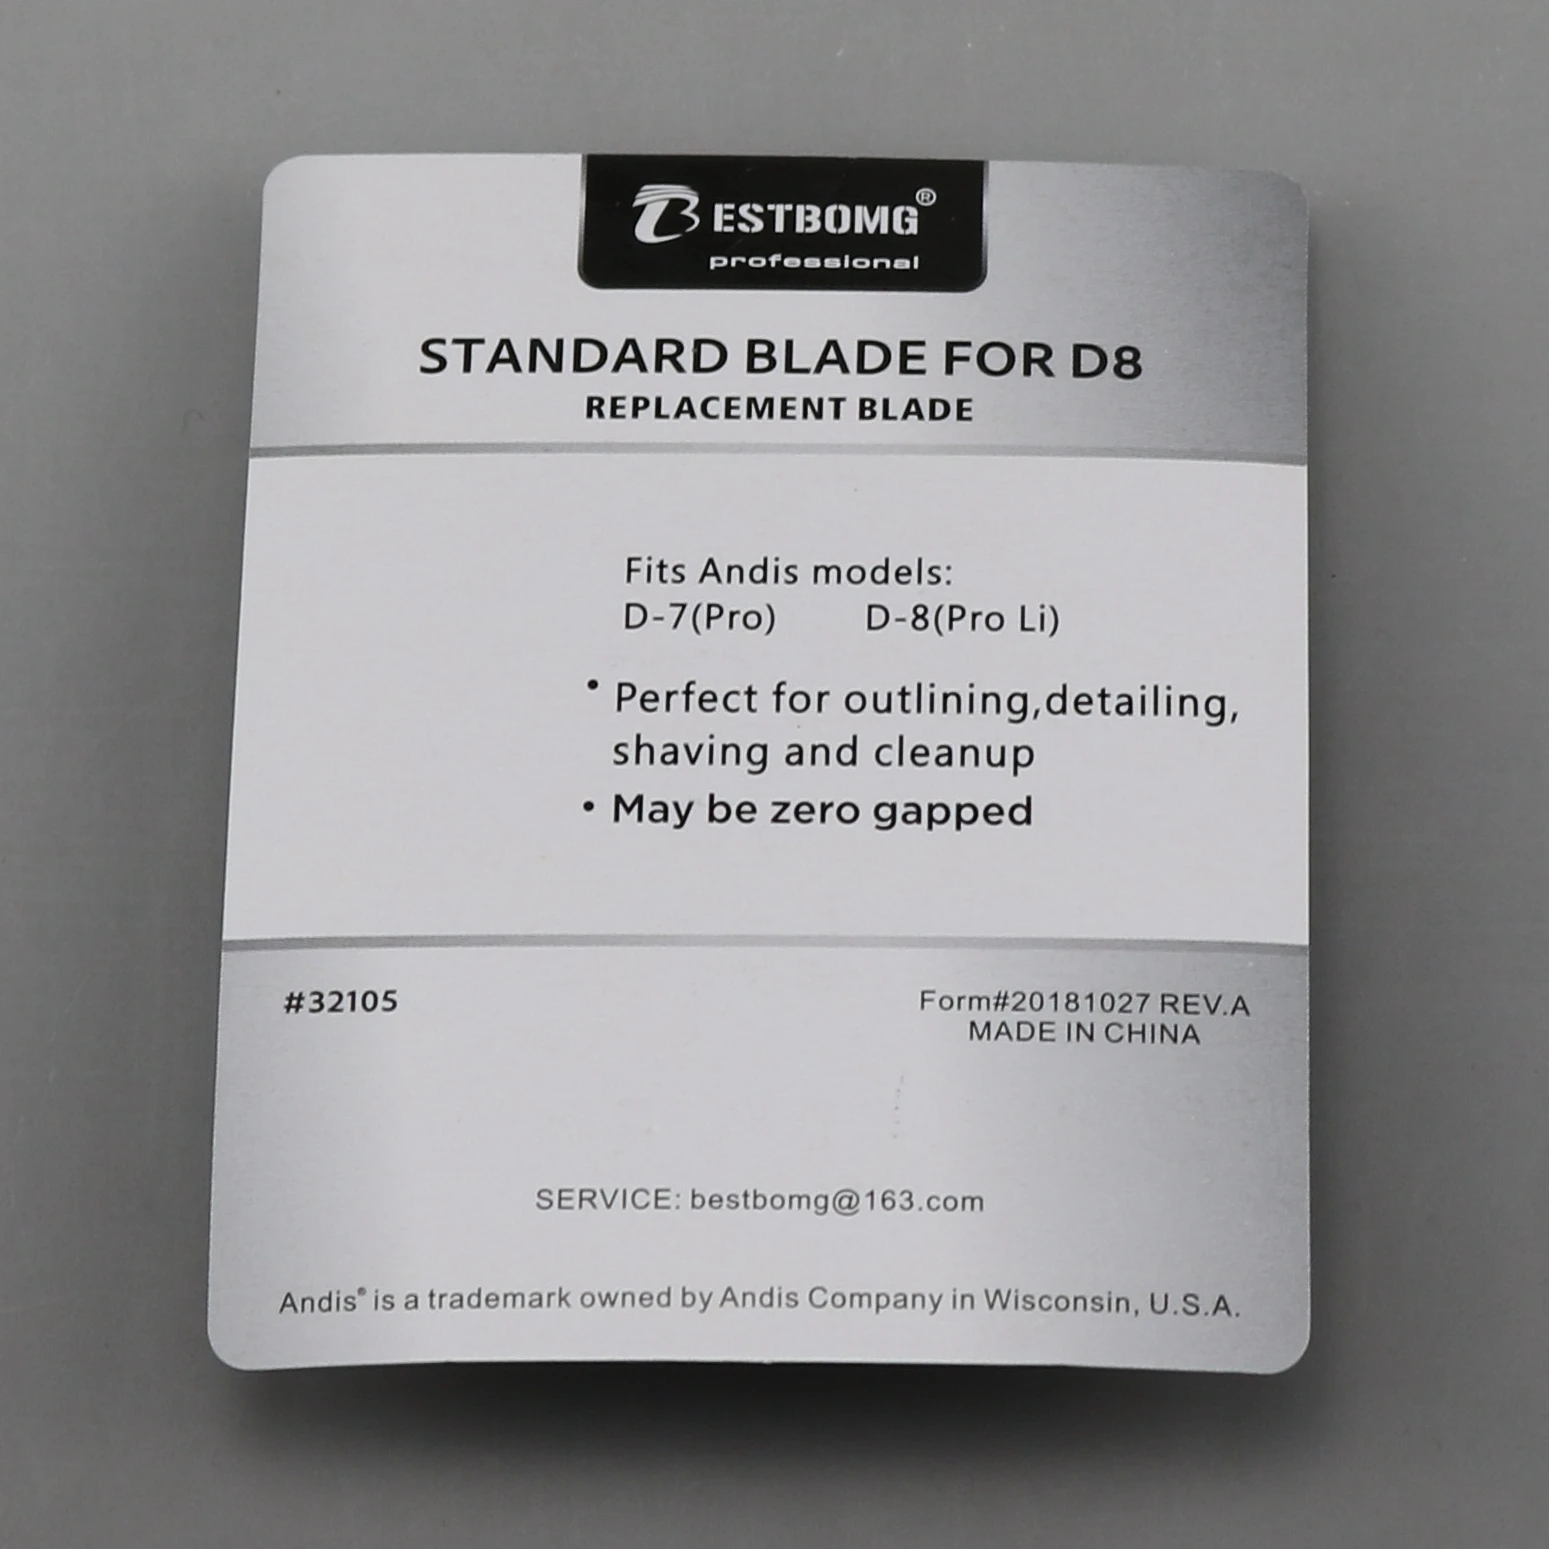 BESTBOMG®
professional
STANDARD BLADE FOR D8
REPLACEMENT BLADE
Fits Andis models:
D-7(Pro) D-8(Pro Li)
• Perfect for outlining,detailing,
shaving and cleanup
• May be zero gapped
#32105
Form#20181027 REV.A
MADE IN CHINA
SERVICE: bestbomg@163.com
Andis® is a trademark owned by Andis Company in Wisconsin, U.S.A.